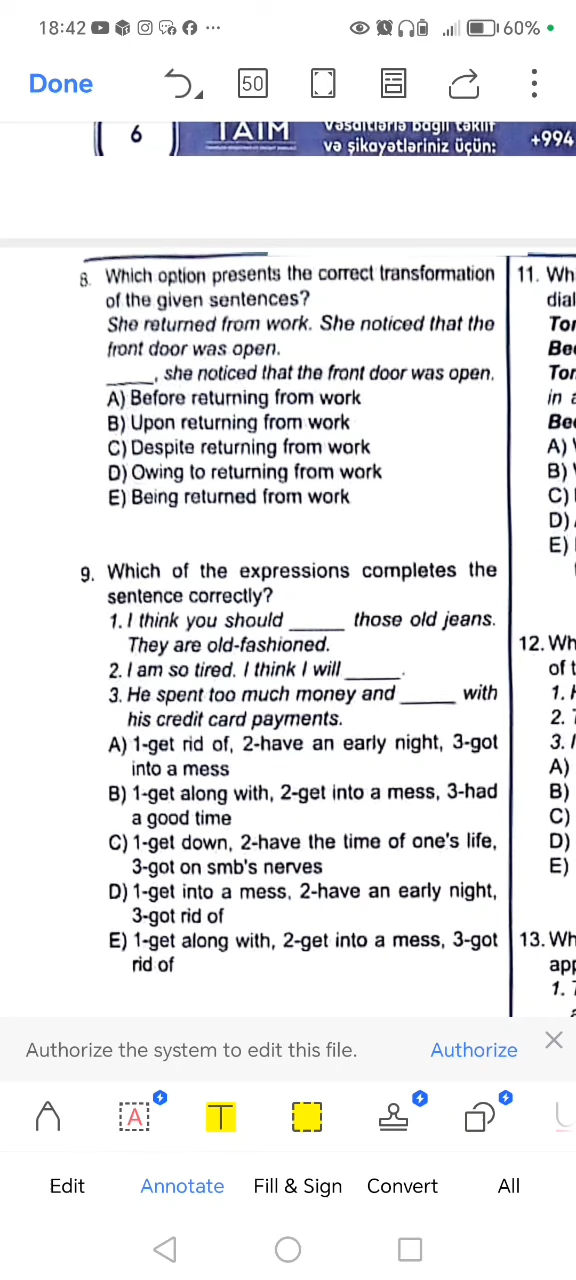 18:42
60%
Done
50
6
TAIM
Vəsaitlərlə bağlı təklif
və şikayətləriniz üçün:
+994
8. Which option presents the correct transformation
of the given sentences?
She returned from work. She noticed that the
front door was open.
_____, she noticed that the front door was open.
A) Before returning from work
B) Upon returning from work
C) Despite returning from work
D) Owing to returning from work
E) Being returned from work
9. Which of the expressions completes the
sentence correctly?
1. I think you should _____ those old jeans.
They are old-fashioned.
2. I am so tired. I think I will _____.
3. He spent too much money and _____ with
his credit card payments.
A) 1-get rid of, 2-have an early night, 3-got
into a mess
B) 1-get along with, 2-get into a mess, 3-had
a good time
C) 1-get down, 2-have the time of one's life,
3-got on smb's nerves
D) 1-get into a mess, 2-have an early night,
3-got rid of
E) 1-get along with, 2-get into a mess, 3-got
rid of
11. Wh
dial
in
A)
B)
C)
D)
E)
12. Wh
of t
1.
2.
3. I
A)
B)
C)
D)
E)
13. Wh
app
1.
Authorize the system to edit this file.
Authorize
A
T
Edit
Annotate
Fill & Sign
Convert
All